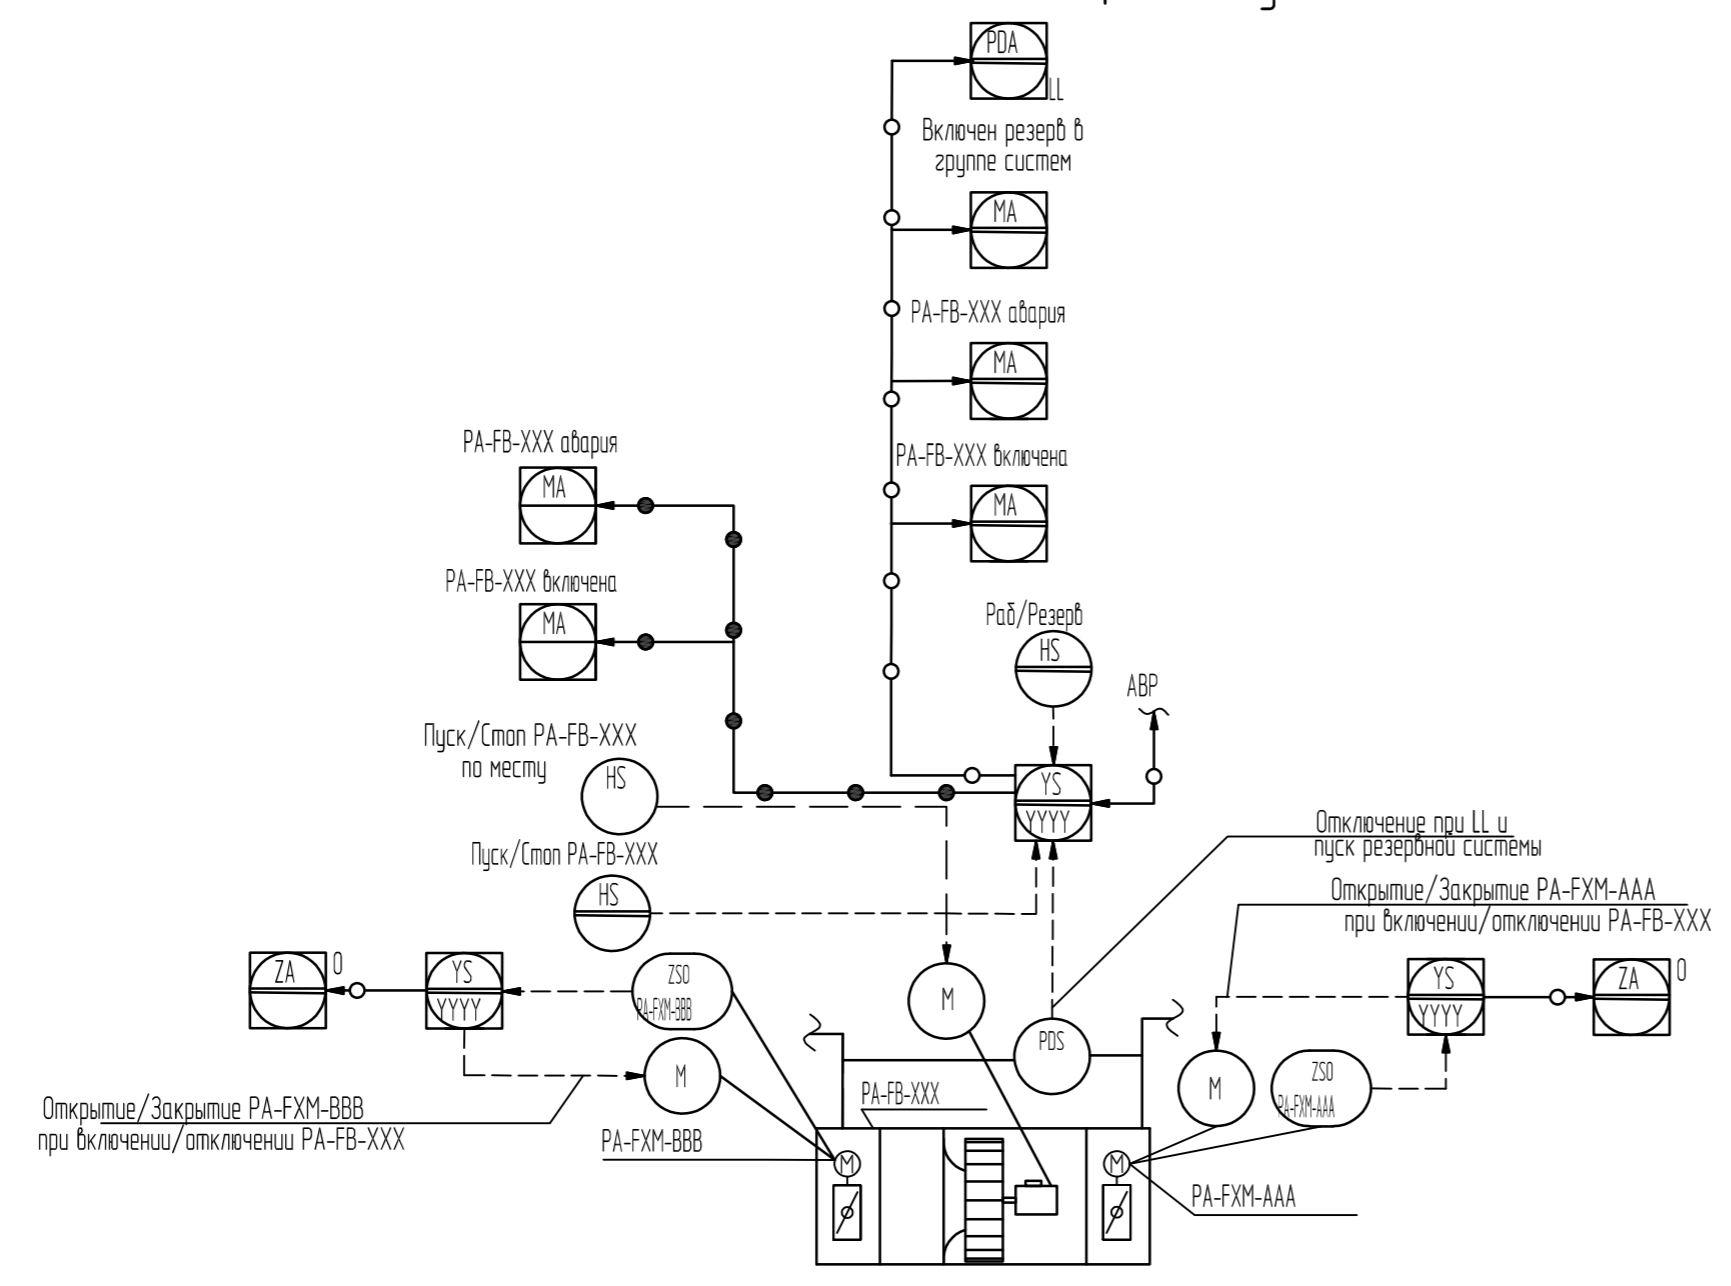 PDA
LL
Включен резерв в
группе систем
MA
PA-FB-XXX авария
MA
PA-FB-XXX включена
MA
PA-FB-XXX авария
MA
PA-FB-XXX включена
MA
Раб/Резерв
HS
АВР
Пуск/Стоп PA-FB-XXX
по месту
HS
YS
YYYY
Пуск/Стоп PA-FB-XXX
HS
Отключение при LL и
пуск резервной системы
Открытие/Закрытие PA-FXM-AAA
при включении/отключении PA-FB-XXX
ZA
O
YS
YYYY
ZSO
PA-FXM-BBB
M
M
PDS
YS
YYYY
ZA
O
M
ZSO
PA-FXM-AAA
Открытие/Закрытие PA-FXM-BBB
при включении/отключении PA-FB-XXX
PA-FB-XXX
PA-FXM-BBB
M
M
PA-FXM-AAA